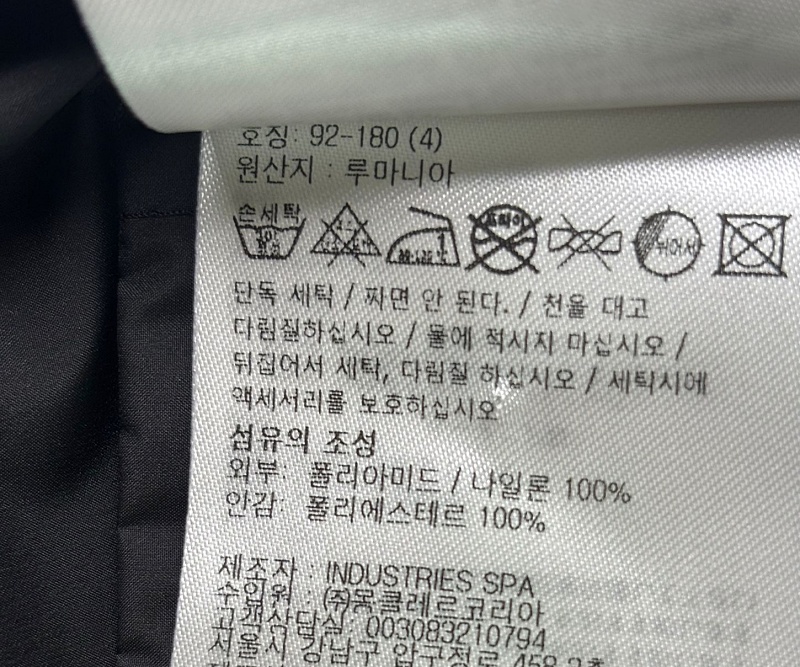 호칭: 92-180 (4)
원산지 : 루마니아
손세탁
드라이
뉘어서
단독 세탁 / 짜면 안 된다. / 천을 대고
다림질하십시오 / 물에 적시지 마십시오 /
뒤집어서 세탁, 다림질 하십시오 / 세탁시에
액세서리를 보호하십시오
섬유의 조성
외부: 폴리아미드 / 나일론 100%
안감: 폴리에스테르 100%
제조자 : INDUSTRIES SPA
수입원 : ㈜몽클레르코리아
고객상담실: 003083210794
서울시 강남구 압구정로